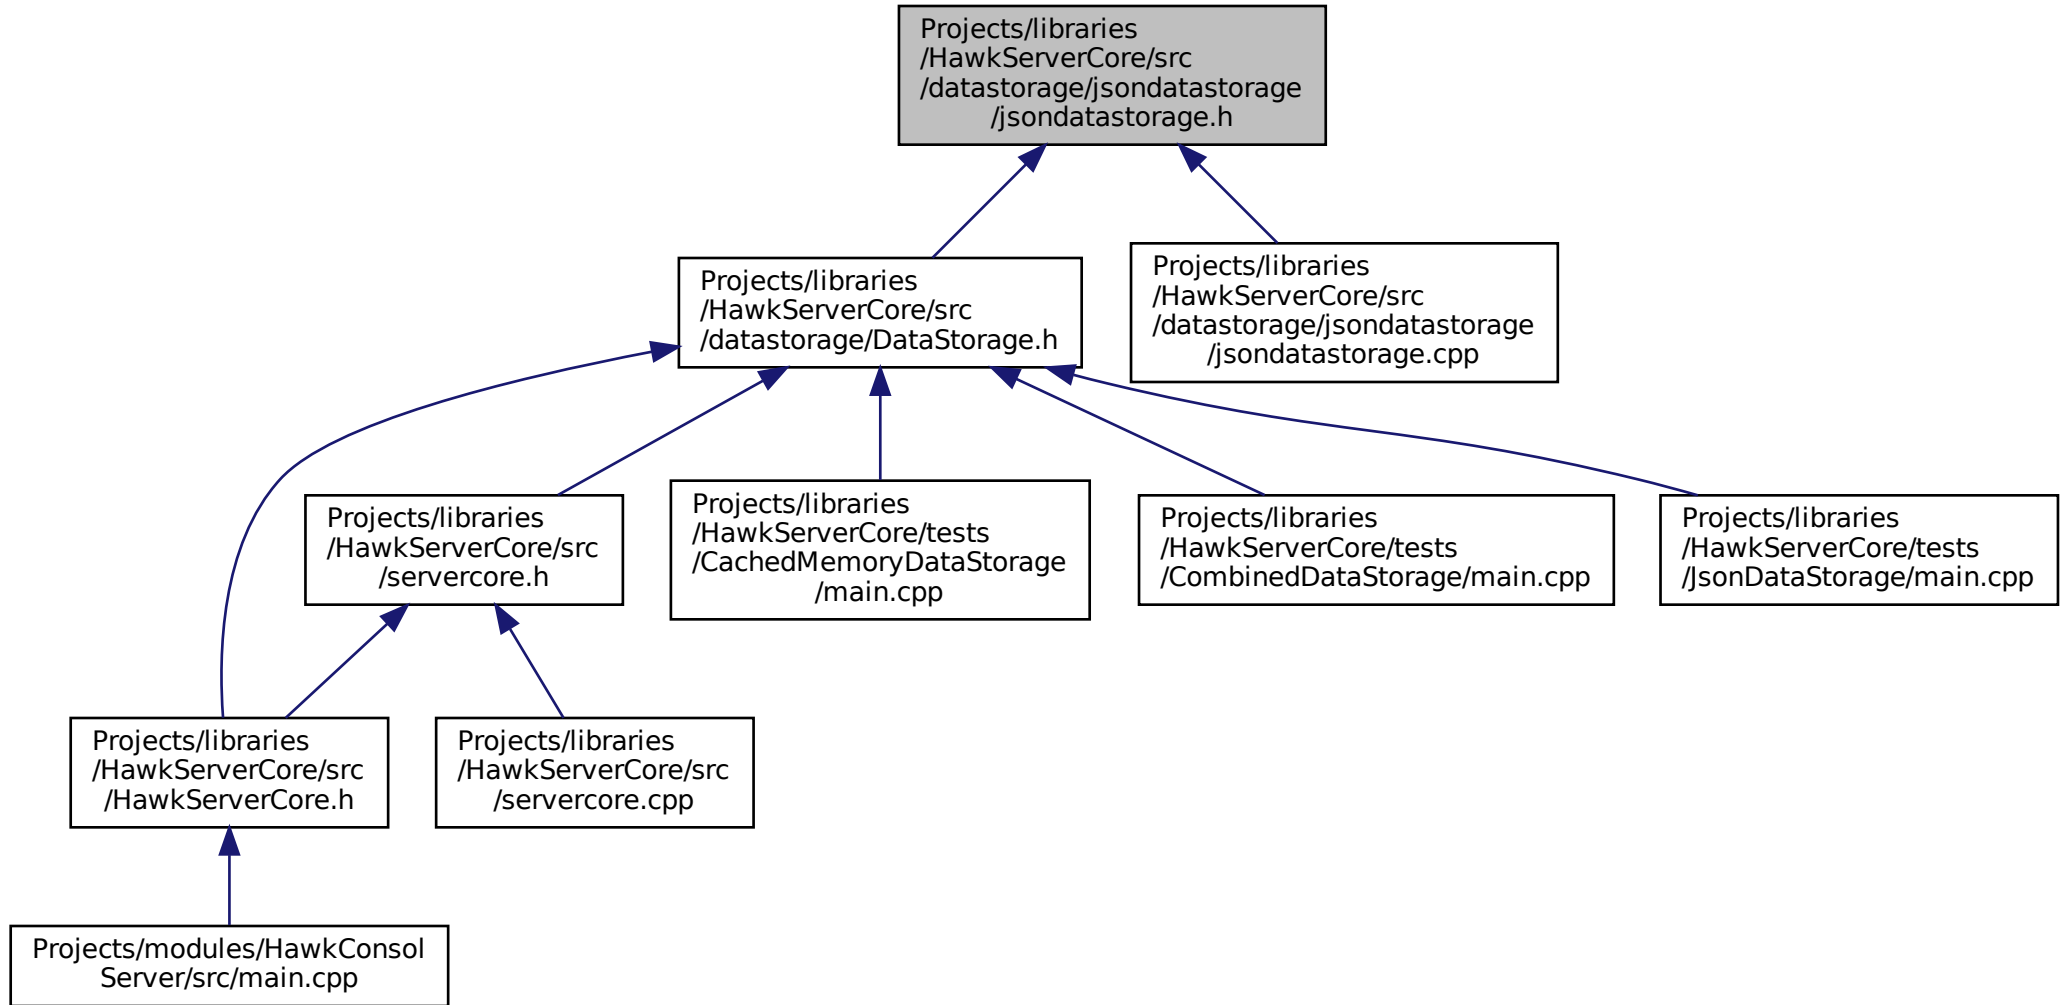 Projects/libraries
/HawkServerCore/src
/datastorage/jsondatastorage
/jsondatastorage.h
Projects/libraries
/HawkServerCore/src
/datastorage/DataStorage.h
Projects/libraries
/HawkServerCore/src
/datastorage/jsondatastorage
/jsondatastorage.cpp
Projects/libraries
/HawkServerCore/src
/servercore.h
Projects/libraries
/HawkServerCore/tests
/CachedMemoryDataStorage
/main.cpp
Projects/libraries
/HawkServerCore/tests
/CombinedDataStorage/main.cpp
Projects/libraries
/HawkServerCore/tests
/JsonDataStorage/main.cpp
Projects/libraries
/HawkServerCore/src
/HawkServerCore.h
Projects/libraries
/HawkServerCore/src
/servercore.cpp
Projects/modules/HawkConsol
Server/src/main.cpp